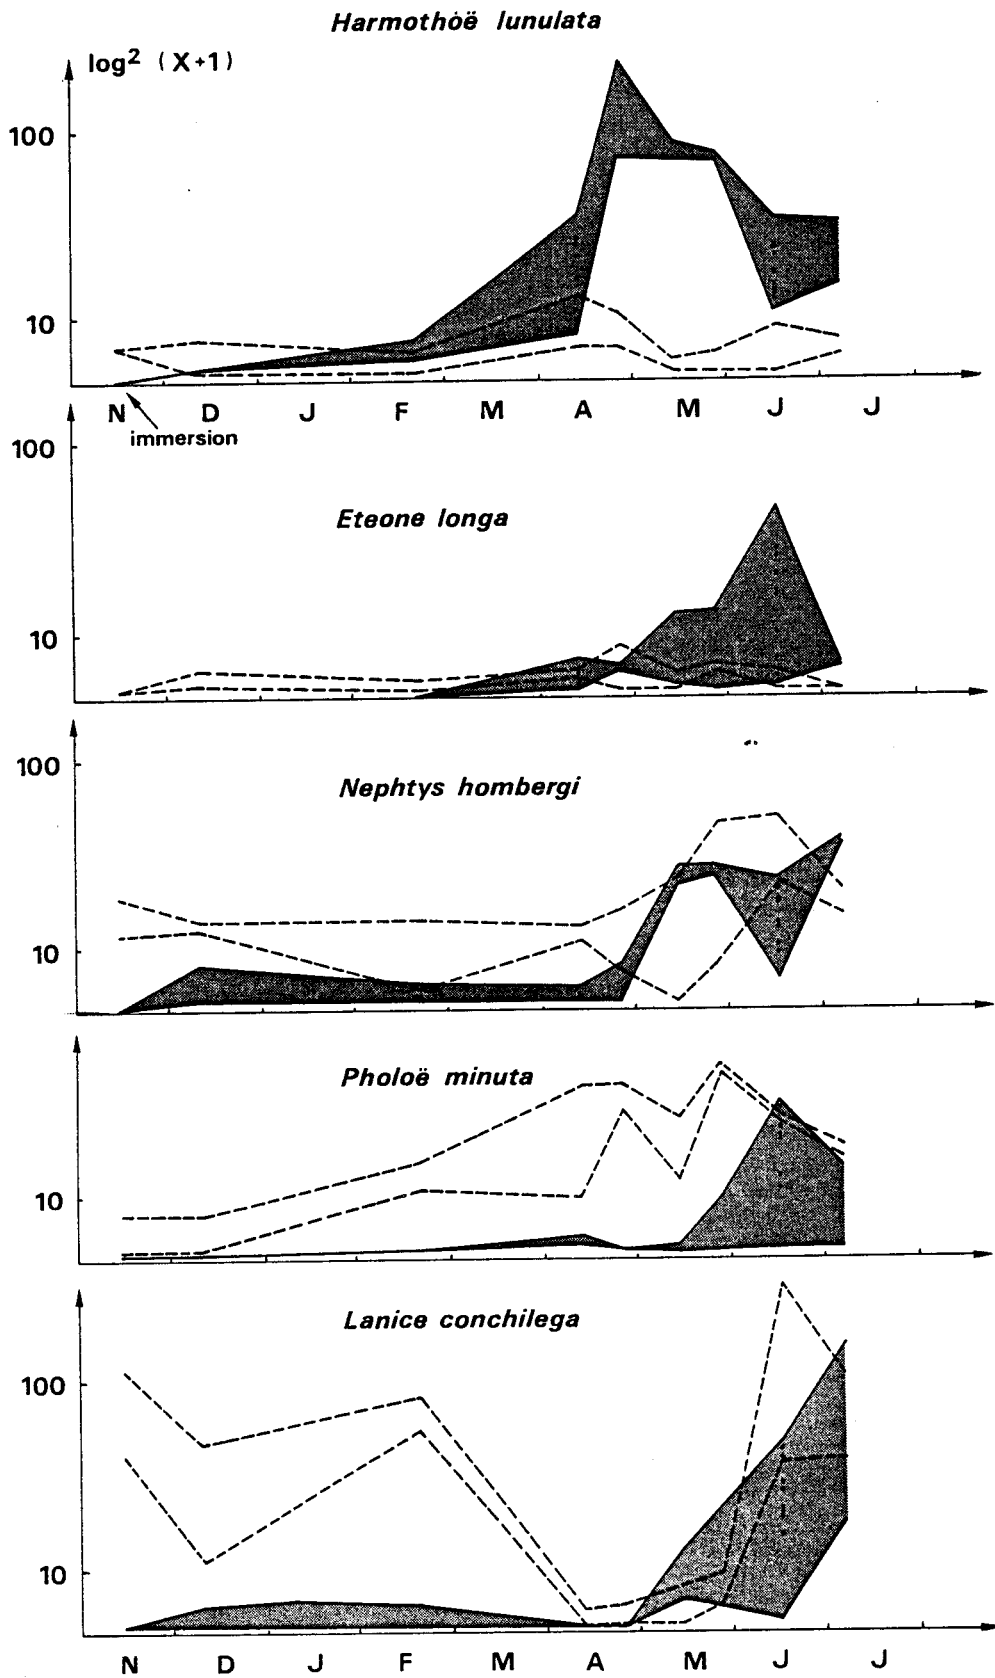 Harmothöë lunulata
log² (X+1)
100
10
N D J F M A M J J
immersion
100
Eteone longa
10
100
Nephtys hombergi
10
Pholoë minuta
10
Lanice conchilega
100
10
N D J F M A M J J